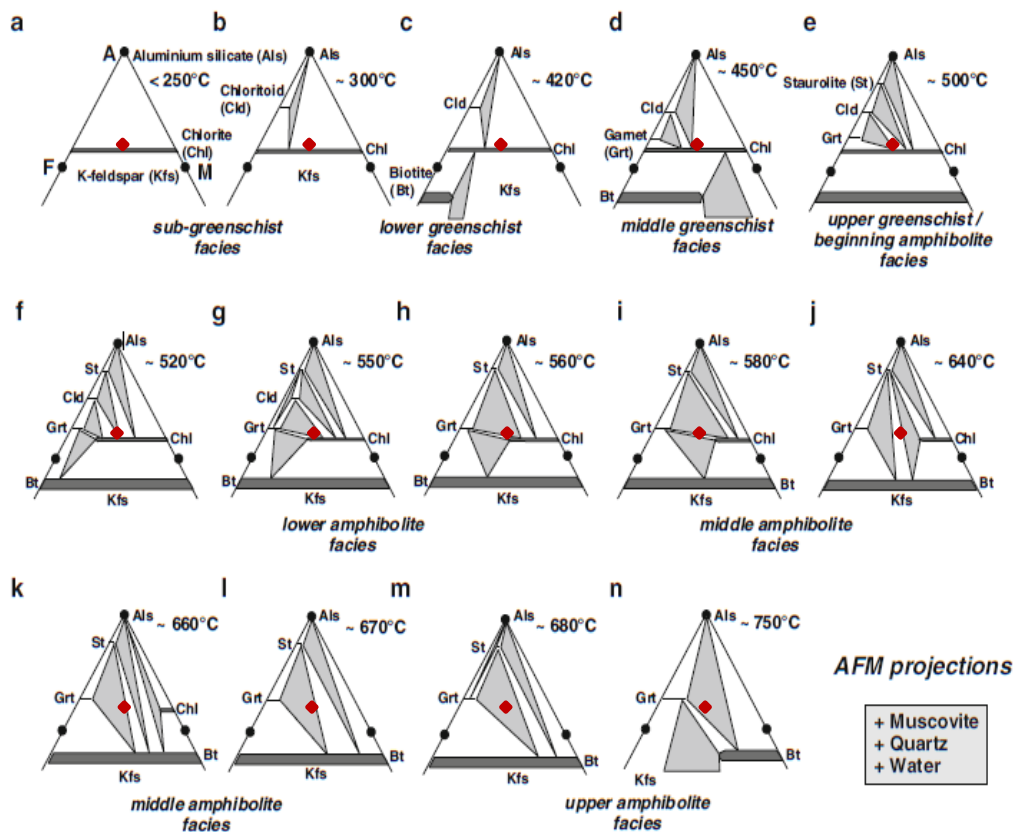 a
A
Aluminium silicate (Als)
< 250°C
Chlorite
(Chl)
F
K-feldspar (Kfs)
M
b
Als
~ 300°C
Chloritoid
(Cld)
Chl
Kfs
sub-greenschist
facies
c
Als
~ 420°C
Cld
Chl
Biotite
(Bt)
Kfs
lower greenschist
facies
d
Als
~ 450°C
Cld
Garnet
(Grt)
Chl
Bt
middle greenschist
facies
e
Als
Staurolite (St)
~ 500°C
Cld
Grt
Chl
upper greenschist /
beginning amphibolite
facies
f
Als
~ 520°C
St
Cld
Grt
Chl
Bt
Kfs
g
Als
~ 550°C
St
Cld
Grt
Chl
Bt
Kfs
lower amphibolite
facies
h
Als
~ 560°C
St
Grt
Chl
Bt
Kfs
i
Als
~ 580°C
St
Grt
Chl
Bt
Kfs
middle amphibolite
facies
j
Als
~ 640°C
St
Grt
Chl
Bt
Kfs
k
Als
~ 660°C
St
Grt
Chl
Bt
Kfs
middle amphibolite
facies
l
Als
~ 670°C
St
Grt
Bt
Kfs
m
Als
~ 680°C
St
Grt
Bt
Kfs
upper amphibolite
facies
n
Als
~ 750°C
Grt
Bt
Kfs
AFM projections
+ Muscovite
+ Quartz
+ Water